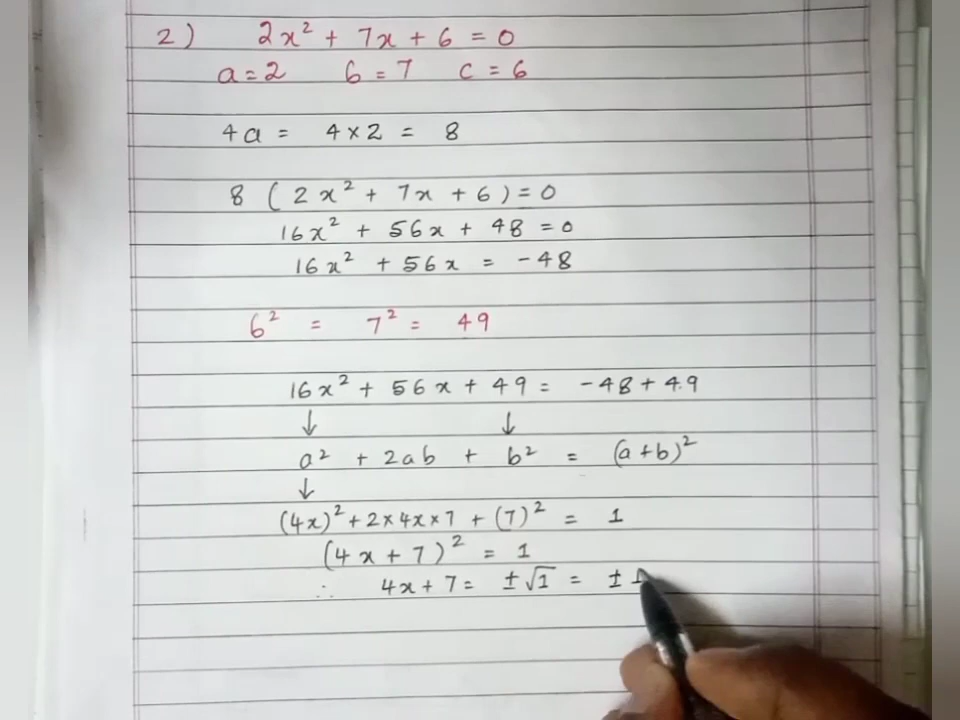 2) 2x² + 7x + 6 = 0
a = 2 b = 7 c = 6
4a = 4 × 2 = 8
8 ( 2x² + 7x + 6 ) = 0
16x² + 56x + 48 = 0
16x² + 56x = -48
b² = 7² = 49
16x² + 56x + 49 = -48 + 49
↓ ↓
a² + 2ab + b² = (a+b)²
↓
(4x)² + 2×4x×7 + (7)² = 1
(4x + 7)² = 1
∴ 4x + 7 = ±√1 = ± 1